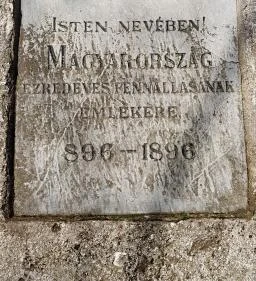 ISTEN NEVÉBEN!
MAGYARORSZÁG
EZREDÉVES FENNÁLLÁSÁNAK
EMLÉKÉRE
896-1896